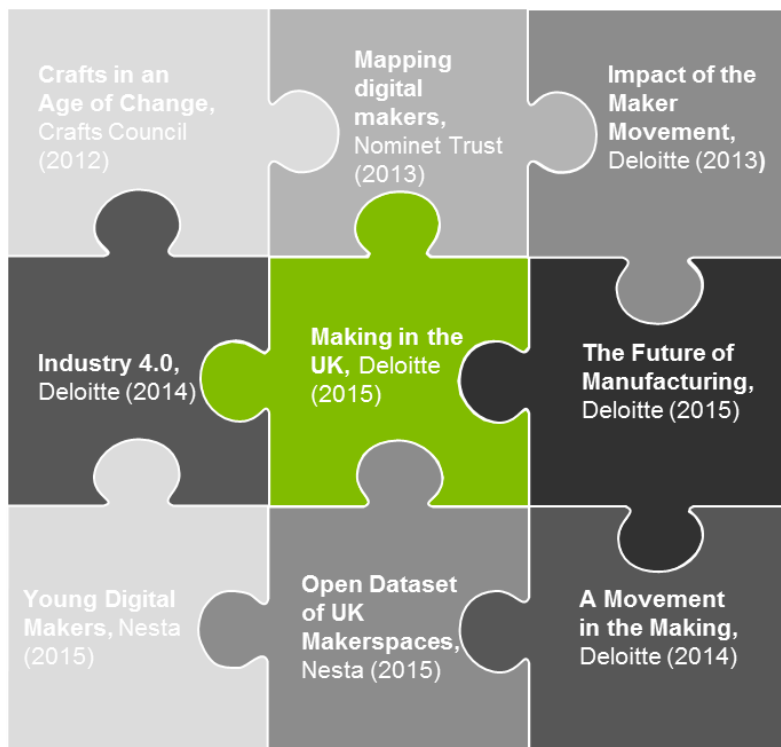 Crafts in an
Age of Change,
Crafts Council
(2012)
Mapping
digital
makers,
Nominet Trust
(2013)
Impact of the
Maker
Movement,
Deloitte (2013)
Industry 4.0,
Deloitte (2014)
Making in the
UK, Deloitte
(2015)
The Future of
Manufacturing,
Deloitte (2015)
Young Digital
Makers, Nesta
(2015)
Open Dataset
of UK
Makerspaces,
Nesta (2015)
A Movement
in the Making,
Deloitte (2014)